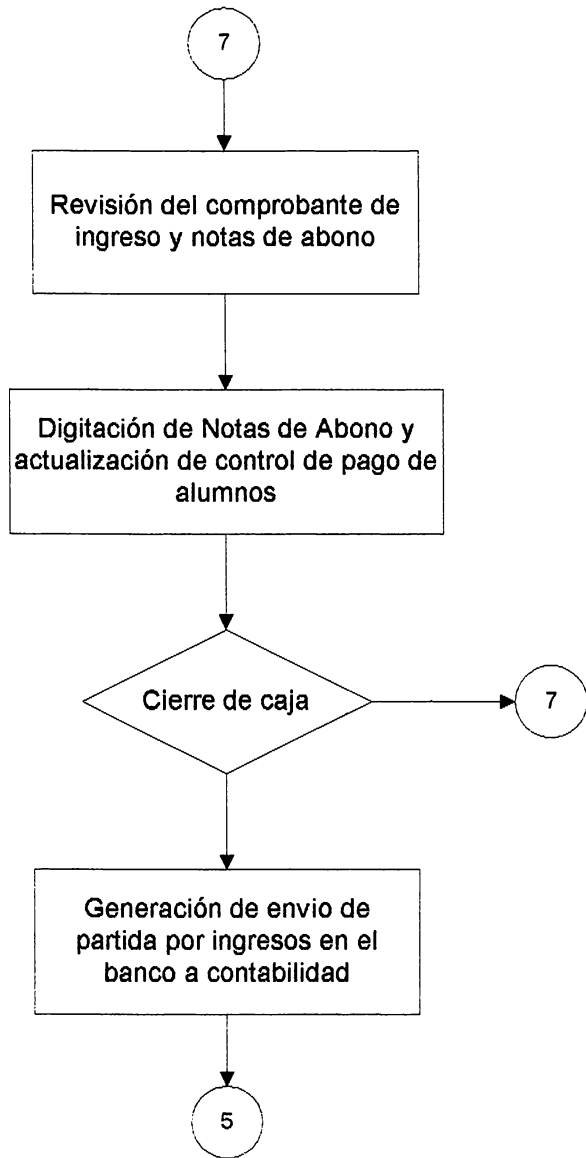 7
Revisión del comprobante de
ingreso y notas de abono
Digitación de Notas de Abono y
actualización de control de pago de
alumnos
Cierre de caja
7
Generación de envio de
partida por ingresos en el
banco a contabilidad
5